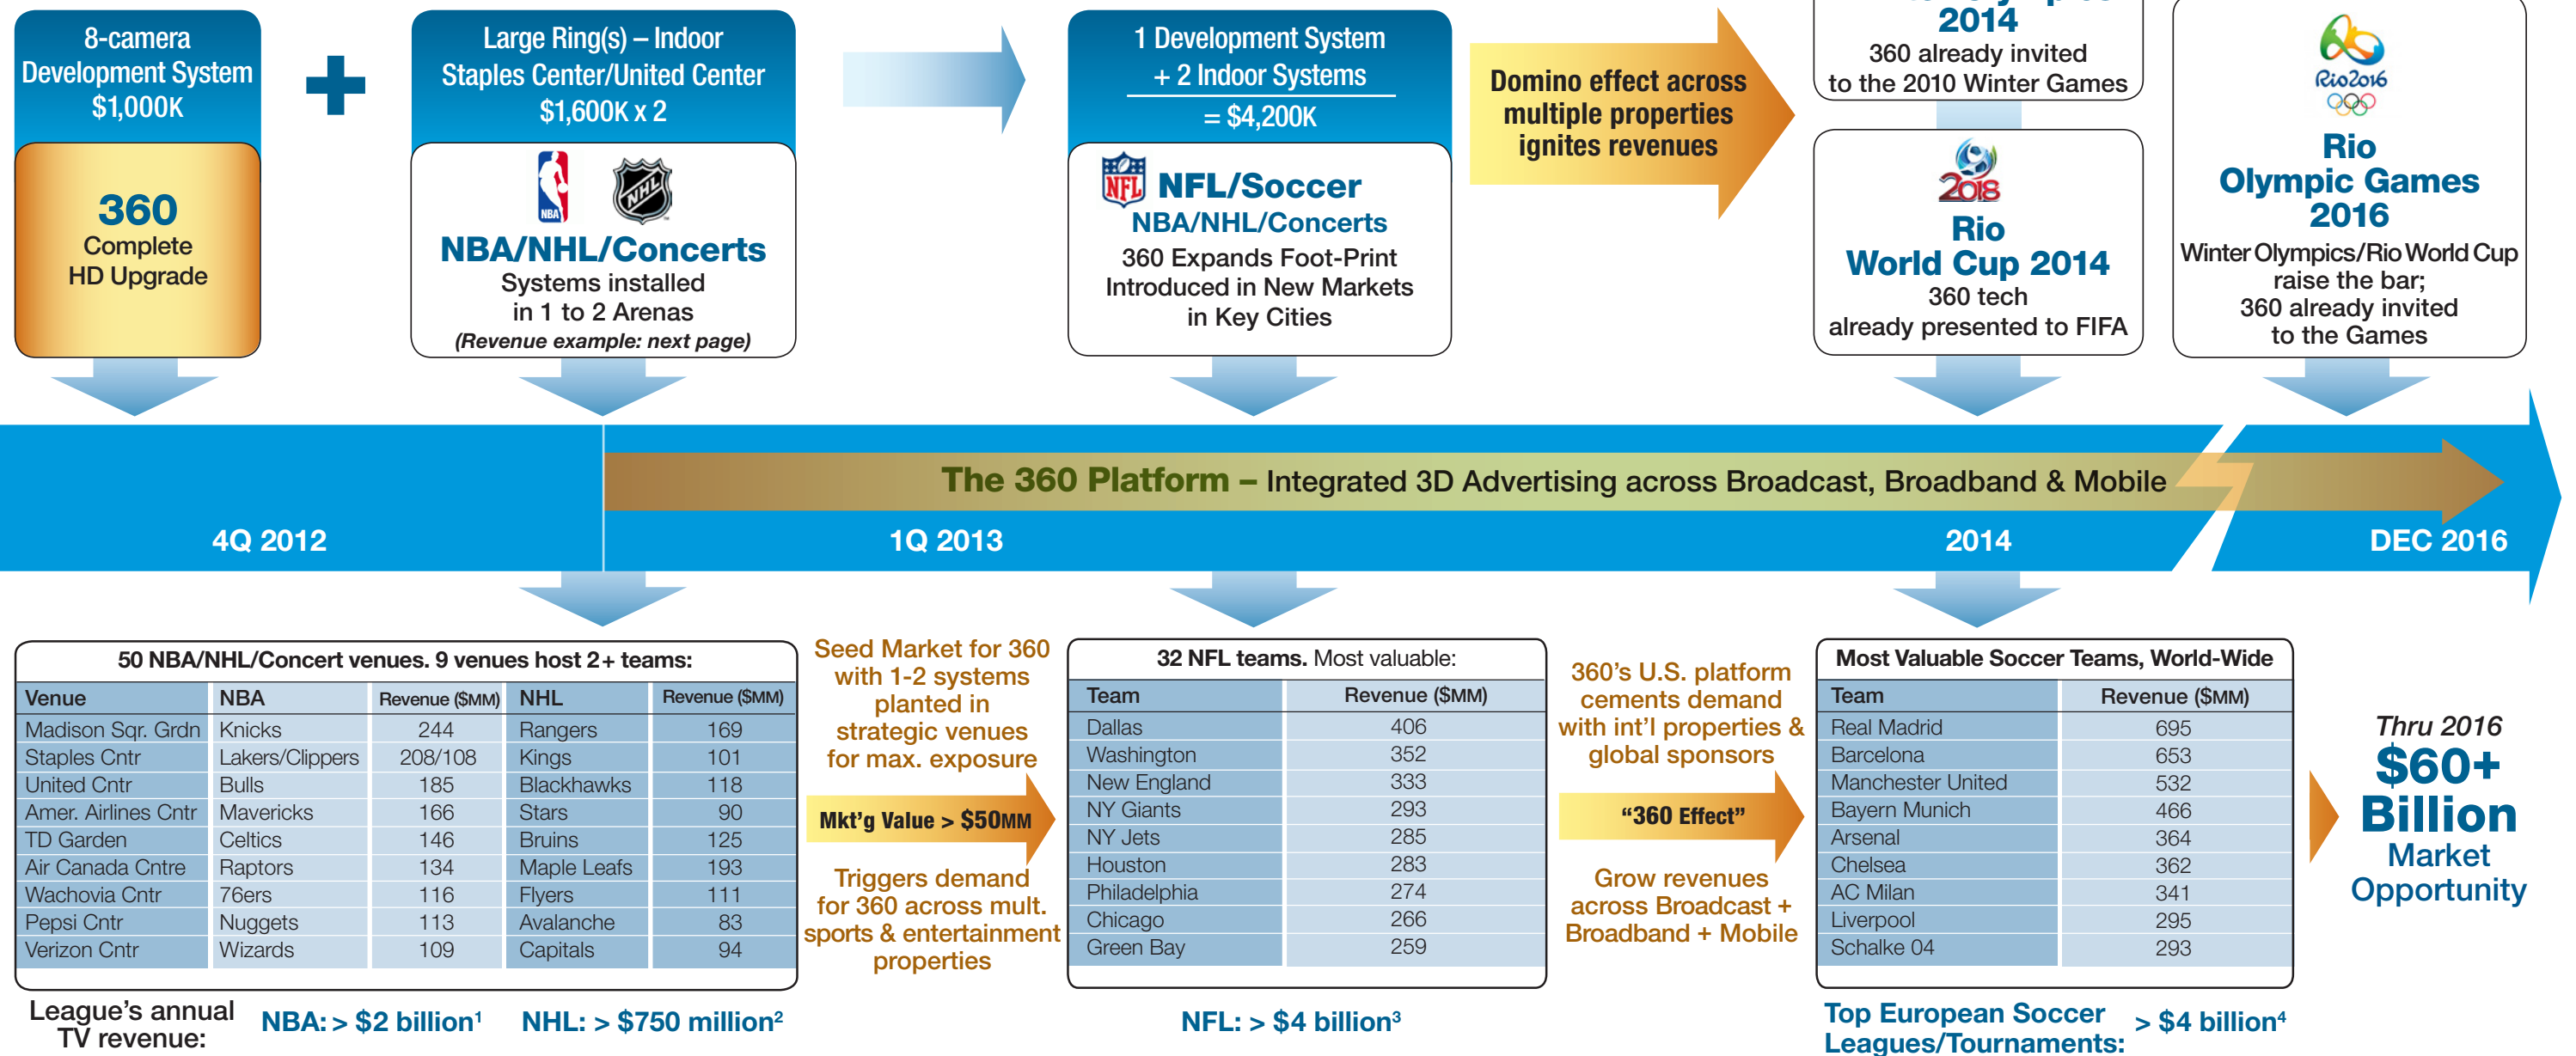 8-camera
Development System
$1,000K
360
Complete
HD Upgrade
Large Ring(s) – Indoor
Staples Center/United Center
$1,600K x 2
NBA
NHL
NBA/NHL/Concerts
Systems installed
in 1 to 2 Arenas
(Revenue example: next page)
1 Development System
+ 2 Indoor Systems
= $4,200K
NFL
NFL/Soccer
NBA/NHL/Concerts
360 Expands Foot-Print
Introduced in New Markets
in Key Cities
Domino effect across
multiple properties
ignites revenues
2014
360 already invited
to the 2010 Winter Games
2018
Rio
World Cup 2014
360 tech
already presented to FIFA
Rio2016
Rio
Olympic Games
2016
Winter Olympics/Rio World Cup
raise the bar;
360 already invited
to the Games
The 360 Platform – Integrated 3D Advertising across Broadcast, Broadband & Mobile
4Q 2012 1Q 2013 2014 DEC 2016
50 NBA/NHL/Concert venues. 9 venues host 2+ teams:
Venue NBA Revenue ($MM) NHL Revenue ($MM)
Madison Sqr. Grdn Knicks 244 Rangers 169
Staples Cntr Lakers/Clippers 208/108 Kings 101
United Cntr Bulls 185 Blackhawks 118
Amer. Airlines Cntr Mavericks 166 Stars 90
TD Garden Celtics 146 Bruins 125
Air Canada Cntre Raptors 134 Maple Leafs 193
Wachovia Cntr 76ers 116 Flyers 111
Pepsi Cntr Nuggets 113 Avalanche 83
Verizon Cntr Wizards 109 Capitals 94
Seed Market for 360
with 1-2 systems
planted in
strategic venues
for max. exposure
Mkt'g Value > $50MM
Triggers demand
for 360 across mult.
sports & entertainment
properties
32 NFL teams. Most valuable:
Team Revenue ($MM)
Dallas 406
Washington 352
New England 333
NY Giants 293
NY Jets 285
Houston 283
Philadelphia 274
Chicago 266
Green Bay 259
360's U.S. platform
cements demand
with int'l properties &
global sponsors
“360 Effect”
Grow revenues
across Broadcast +
Broadband + Mobile
Most Valuable Soccer Teams, World-Wide
Team Revenue ($MM)
Real Madrid 695
Barcelona 653
Manchester United 532
Bayern Munich 466
Arsenal 364
Chelsea 362
AC Milan 341
Liverpool 295
Schalke 04 293
Thru 2016
$60+
Billion
Market
Opportunity
League's annual
TV revenue:
NBA: > $2 billion¹ NHL: > $750 million²
NFL: > $4 billion³
Top European Soccer
Leagues/Tournaments:
> $4 billion⁴